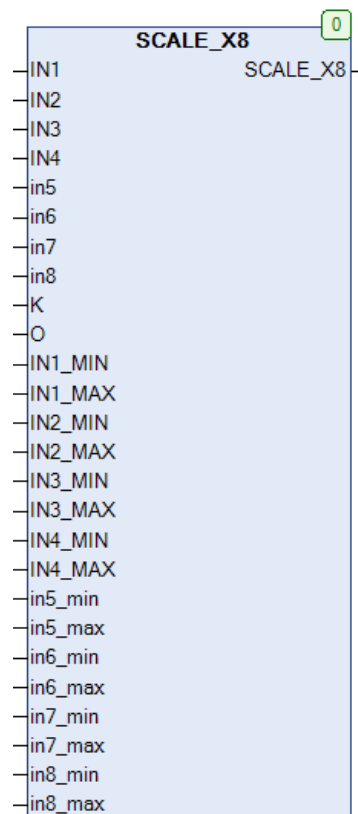 0
SCALE_X8
IN1 SCALE_X8
IN2
IN3
IN4
in5
in6
in7
in8
K
O
IN1_MIN
IN1_MAX
IN2_MIN
IN2_MAX
IN3_MIN
IN3_MAX
IN4_MIN
IN4_MAX
in5_min
in5_max
in6_min
in6_max
in7_min
in7_max
in8_min
in8_max